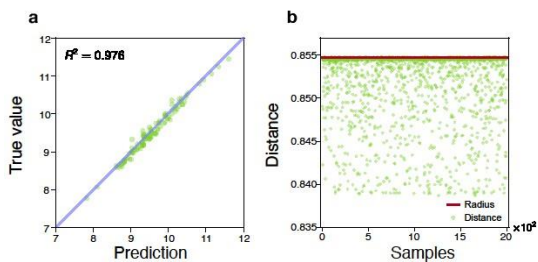 a
R² = 0.976
True value
12
11
10
9
8
7
7 8 9 10 11 12
Prediction
b
Distance
0.855
0.850
0.845
0.840
0.835
Radius
Distance
0 5 10 15 20 ×10²
Samples